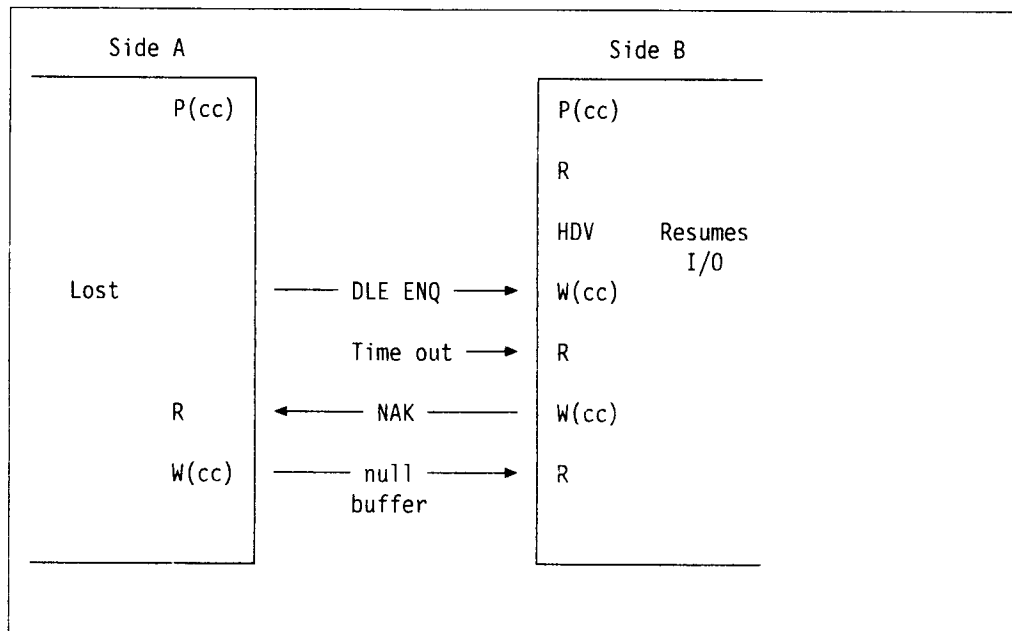 Side A Side B
P(cc) P(cc)
R
HDV Resumes
I/O
Lost DLE ENQ W(cc)
Time out R
R NAK W(cc)
W(cc) null R
buffer